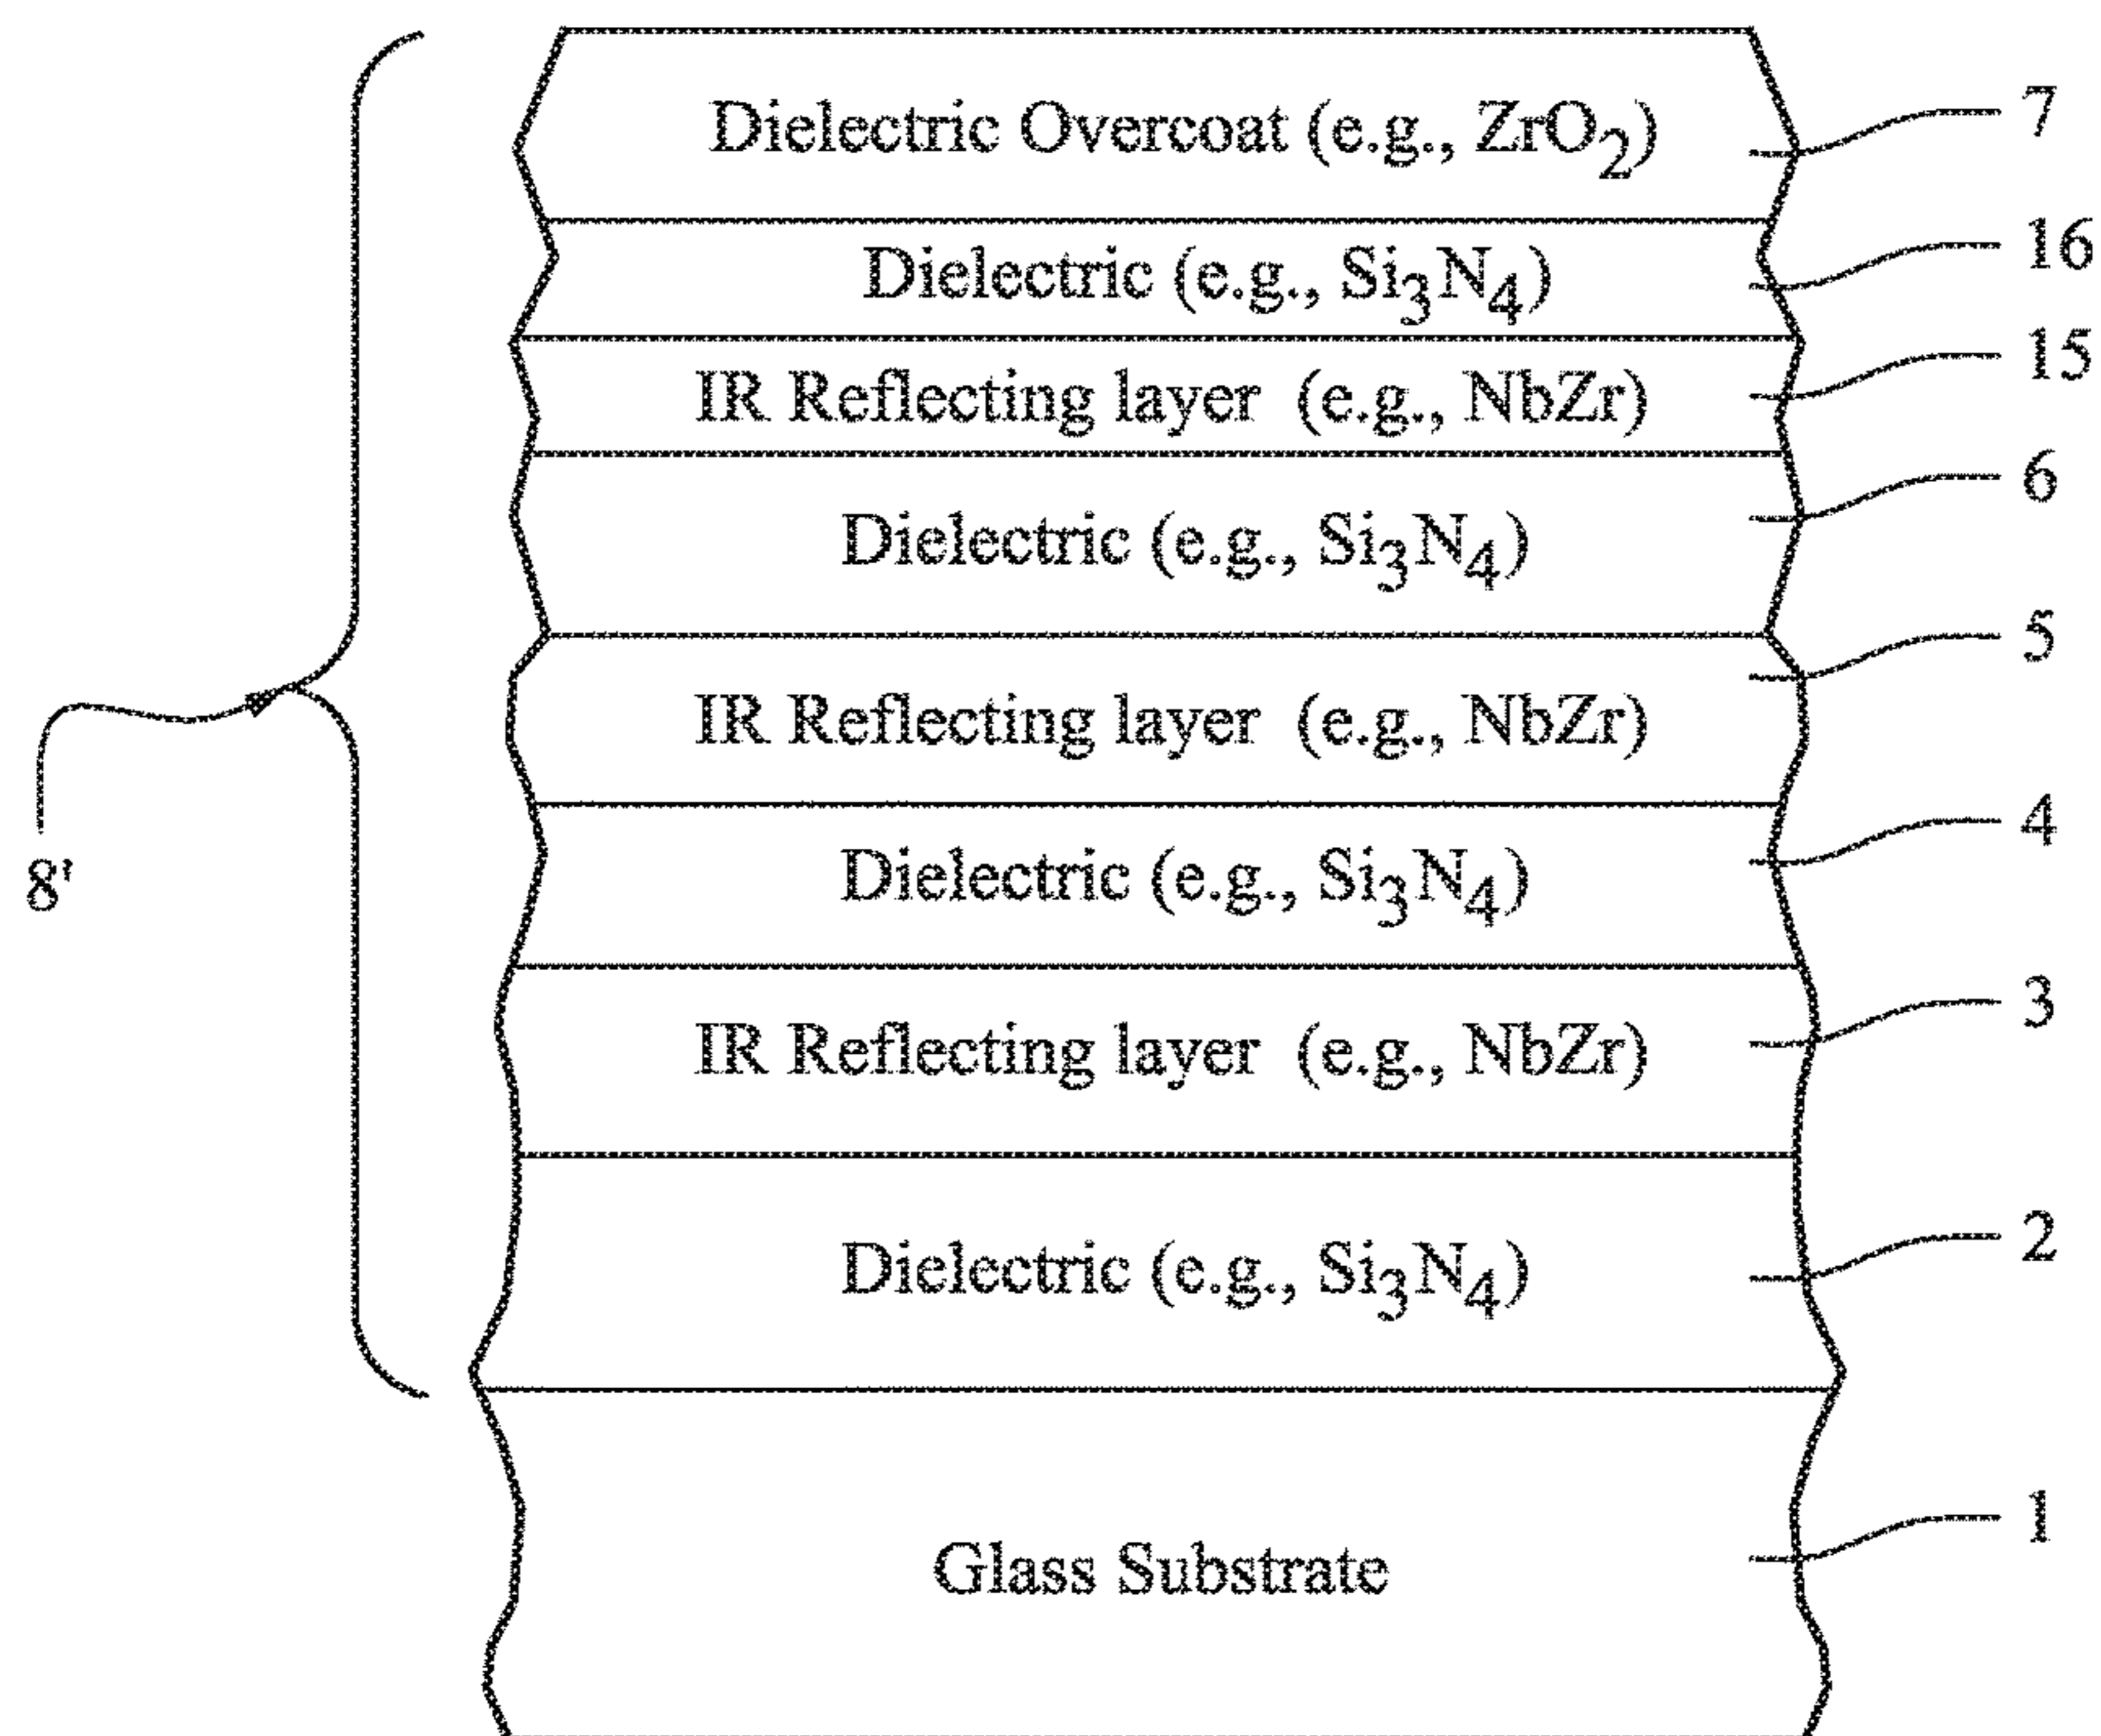 Dielectric Overcoat (e.g., ZrO₂) 7
Dielectric (e.g., Si₃N₄) 16
IR Reflecting layer (e.g., NbZr) 15
Dielectric (e.g., Si₃N₄) 6
IR Reflecting layer (e.g., NbZr) 5
Dielectric (e.g., Si₃N₄) 4
8'
IR Reflecting layer (e.g., NbZr) 3
Dielectric (e.g., Si₃N₄) 2
Glass Substrate 1